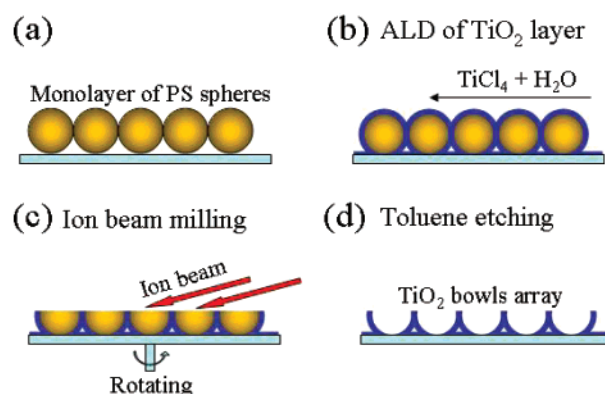 (a)
Monolayer of PS spheres
(b) ALD of TiO₂ layer
TiCl₄ + H₂O
(c) Ion beam milling
Ion beam
Rotating
(d) Toluene etching
TiO₂ bowls array